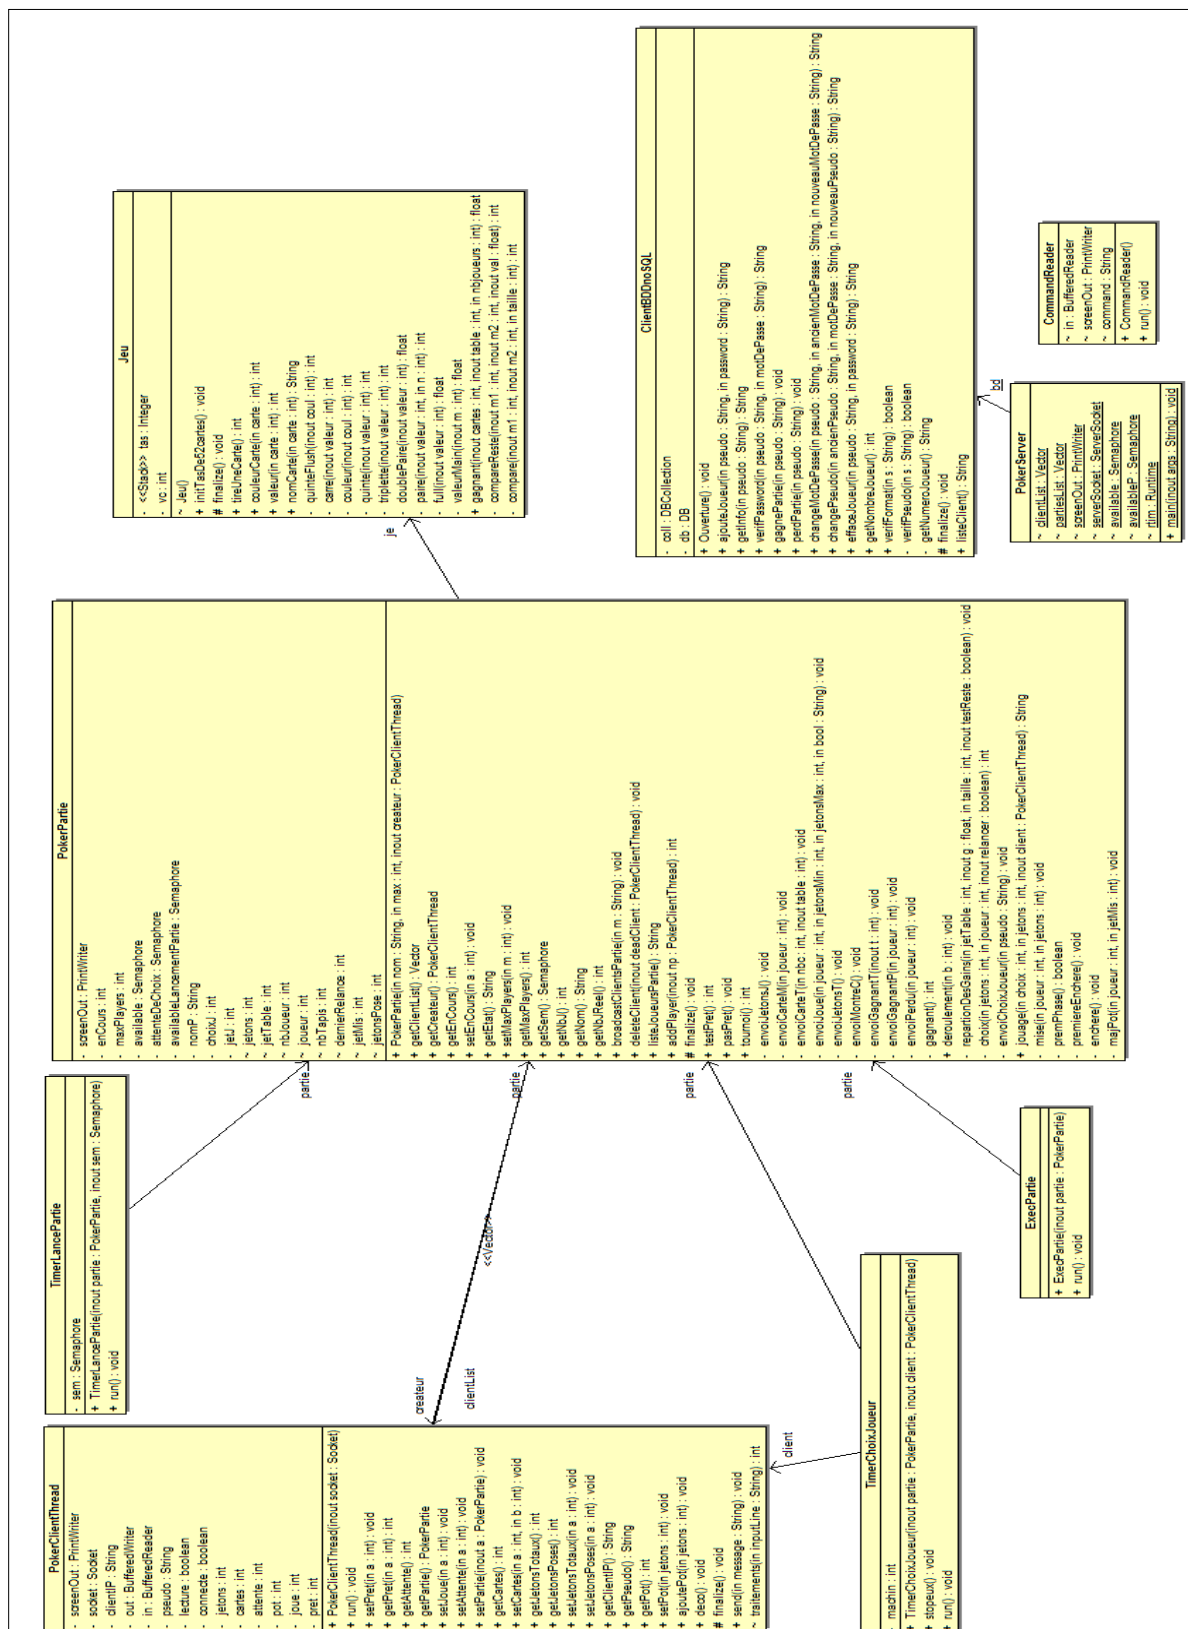 PokerClientThread
- screenOut : PrintWriter
- socket : Socket
- clientIP : String
- out : BufferedWriter
- in : BufferedReader
- pseudo : String
- lecture : boolean
- connecte : boolean
- jetons : int
- cartes : int
- attente : int
- pot : int
- joue : int
- pret : int
+ PokerClientThread(inout socket : Socket)
+ run() : void
+ setPret(in a : int) : void
+ getPret(in a : int) : int
+ getAttente() : int
+ getPartie() : PokerPartie
+ setJoue(in a : int) : void
+ setAttente(in a : int) : void
+ setPartie(inout a : PokerPartie) : void
+ getCartes() : int
+ setCartes(in a : int, in b : int) : void
+ getJetonsTotaux() : int
+ getJetonsPoses() : int
+ setJetonsTotaux(in a : int) : void
+ setJetonsPoses(in a : int) : void
+ getClientIP() : String
+ getPseudo() : String
+ getPot() : int
+ setPot(in jetons : int) : void
+ ajoutePot(in jetons : int) : void
+ deco() : void
# finalize() : void
+ send(in message : String) : void
~ traitements(in inputLine : String) : int
TimerLancePartie
- sem : Semaphore
+ TimerLancePartie(inout partie : PokerPartie, inout sem : Semaphore)
+ run() : void
createur
clientList
<<Vector>>
client
TimerChoixJoueur
- machin : int
+ TimerChoixJoueur(inout partie : PokerPartie, inout client : PokerClientThread)
+ stopeux() : void
+ run() : void
ExecPartie
+ ExecPartie(inout partie : PokerPartie)
+ run() : void
partie
partie
partie
partie
PokerPartie
- screenOut : PrintWriter
- enCours : int
- maxPlayers : int
- available : Semaphore
- attenteDeChoix : Semaphore
- availableLancementPartie : Semaphore
- nomP : String
- choixJ : int
- jetJ : int
~ jetons : int
~ jetTable : int
~ nbJoueur : int
~ joueur : int
~ nbTapis : int
~ dernierRelance : int
~ jetMis : int
~ jetonsPose : int
+ PokerPartie(in nom : String, in max : int, inout createur : PokerClientThread)
+ getClientList() : Vector
+ getCreateur() : PokerClientThread
+ getEnCours() : int
+ setEnCours(in a : int) : void
+ getEtat() : String
+ setMaxPlayers(in m : int) : void
+ getMaxPlayers() : int
+ getSem() : Semaphore
+ getNbJ() : int
+ getNom() : String
+ getNbJReel() : int
+ broadcastClientsPartie(in m : String) : void
+ deleteClient(inout deadClient : PokerClientThread) : void
+ listeJoueursPartie() : String
+ addPlayer(inout np : PokerClientThread) : int
# finalize() : void
+ testPret() : int
+ pasPret() : int
+ tournoi() : int
- envoiJetonsJ() : void
- envoiCarteM(in joueur : int) : void
- envoiCarteT(in nbc : int, inout table : int) : void
- envoiJoue(in joueur : int, in jetonsMin : int, in jetonsMax : int, in bool : String) : void
- envoiJetonsT() : void
- envoiMontreC() : void
- envoiGagnantT(inout t : int) : void
- envoiGagnantP(in joueur : int) : void
- envoiPerdu(in joueur : int) : void
- gagnant() : int
+ deroulement(in b : int) : void
- repartionDesGains(in jetTable : int, inout g : float, in taille : int, inout testReste : boolean) : void
- choix(in jetons : int, in joueur : int, inout relancer : boolean) : int
- envoiChoixJoueur(in pseudo : String) : void
+ jouage(in choix : int, in jetons : int, inout client : PokerClientThread) : String
- mise(in joueur : int, in jetons : int) : void
- premPhase() : boolean
- premiereEnchere() : void
- enchere() : void
- majPot(in joueur : int, in jetMis : int) : void
je
Jeu
- <<Stack>> tas : Integer
- vc : int
~ Jeu()
+ initTasDe52cartes() : void
# finalize() : void
+ tireUneCarte() : int
+ couleurCarte(in carte : int) : int
+ valeur(in carte : int) : int
+ nomCarte(in carte : int) : String
- quinteFlush(inout coul : int) : int
- carre(inout valeur : int) : int
- couleur(inout coul : int) : int
- quinte(inout valeur : int) : int
- triplette(inout valeur : int) : int
- doublePaire(inout valeur : int) : float
- paire(inout valeur : int, in n : int) : int
- full(inout valeur : int) : float
- valeurMain(inout m : int) : float
+ gagnant(inout cartes : int, inout table : int, in nbjoueurs : int) : float
- compareReste(inout m1 : int, inout m2 : int, inout val : float) : int
- compare(inout m1 : int, inout m2 : int, in taille : int) : int
ClientBDDnoSQL
- coll : DBCollection
- db : DB
+ Ouverture() : void
+ ajouteJoueur(in pseudo : String, in password : String) : String
+ getInfo(in pseudo : String) : String
+ verifPassword(in pseudo : String, in motDePasse : String) : String
+ gagnePartie(in pseudo : String) : void
+ perdPartie(in pseudo : String) : void
+ changeMotDePasse(in pseudo : String, in ancienMotDePasse : String, in nouveauMotDePasse : String) : String
+ changePseudo(in ancienPseudo : String, in motDePasse : String, in nouveauPseudo : String) : String
+ effaceJoueur(in pseudo : String, in password : String) : String
+ getNombreJoueur() : int
+ verifFormat(in s : String) : boolean
- verifPseudo(in s : String) : boolean
- getNumeroJoueur() : String
# finalize() : void
+ listeClient() : String
bd
PokerServer
~ clientList : Vector
~ partiesList : Vector
~ screenOut : PrintWriter
~ serverSocket : ServerSocket
~ available : Semaphore
~ availableP : Semaphore
~ rtim : Runtime
+ main(inout args : String) : void
CommandReader
~ in : BufferedReader
~ screenOut : PrintWriter
~ command : String
+ CommandReader()
+ run() : void